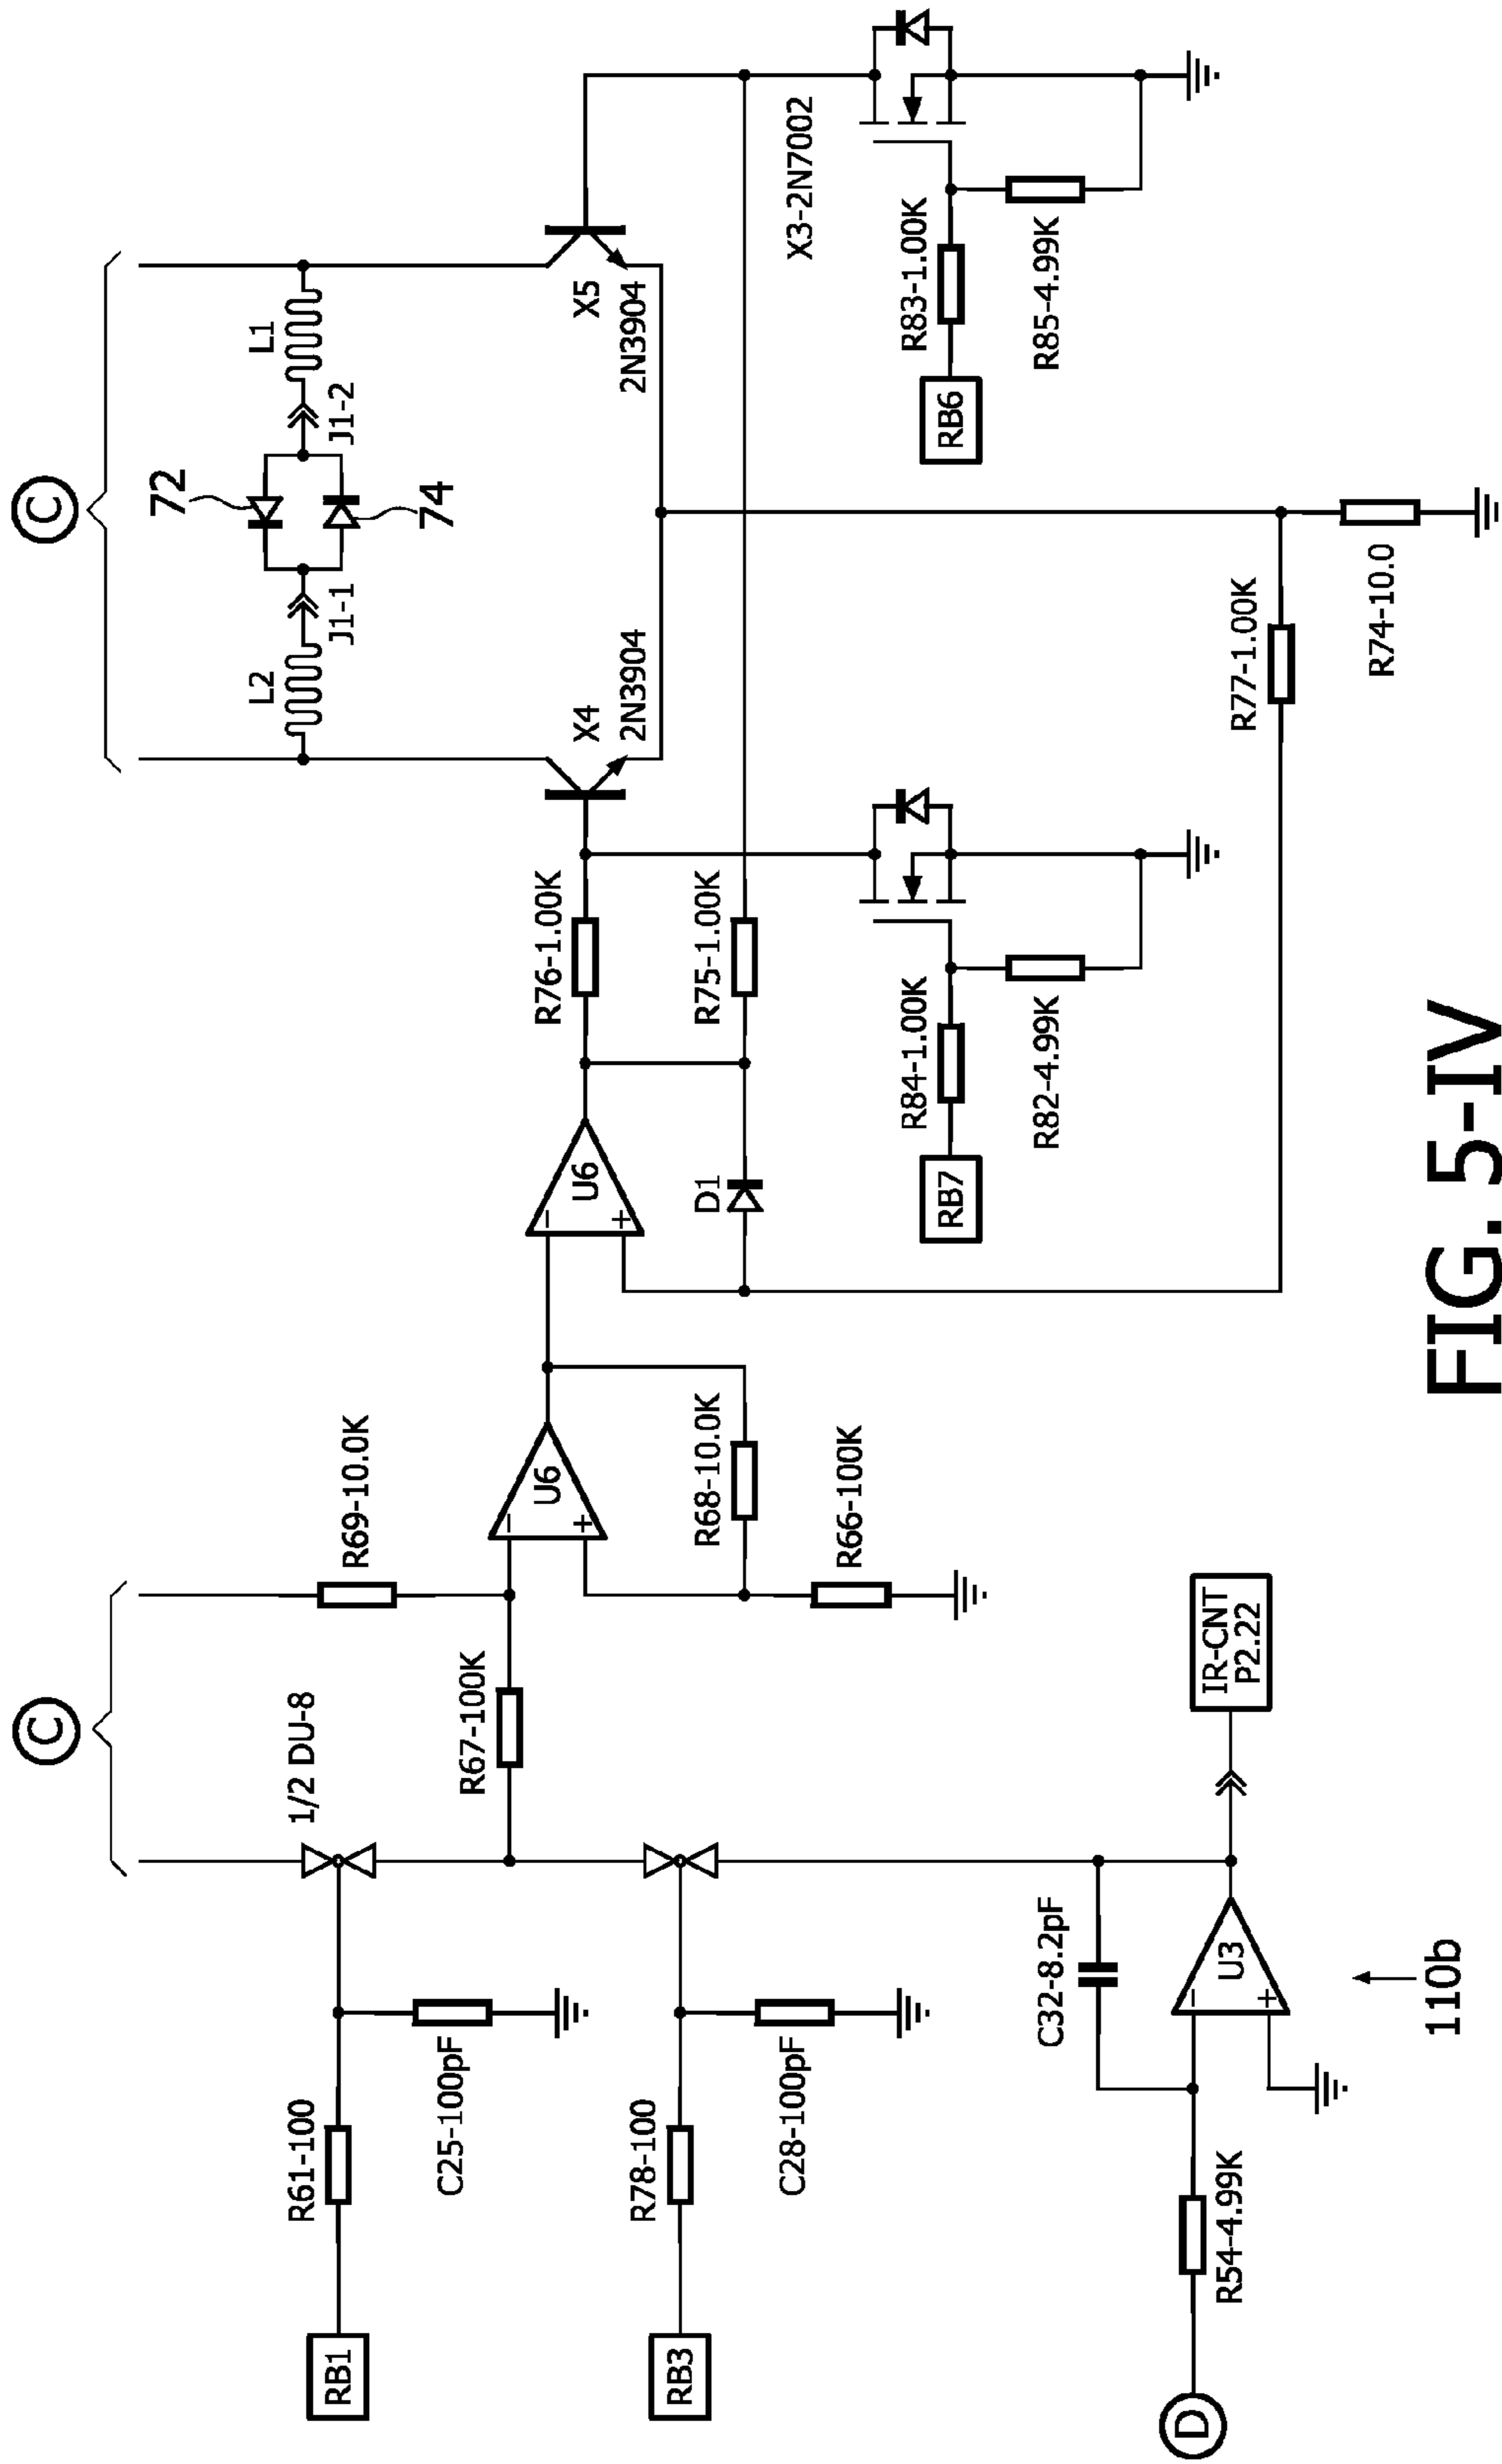 C
C
72
74
L2
J1-1
J1-2
L1
X4
2N3904
X5
2N3904
1/2 DU-8
R69-10.0K
R67-100K
U6
−
+
R68-10.0K
R66-100K
U6
−
+
D1
R76-1.00K
R75-1.00K
RB1
R61-100
C25-100pF
RB3
R78-100
C28-100pF
RB7
R84-1.00K
R82-4.99K
X3-2N7002
RB6
R83-1.00K
R85-4.99K
R77-1.00K
R74-10.0
D
R54-4.99K
C32-8.2pF
U3
−
+
IR-CNT
P2.22
110b
FIG. 5-IV